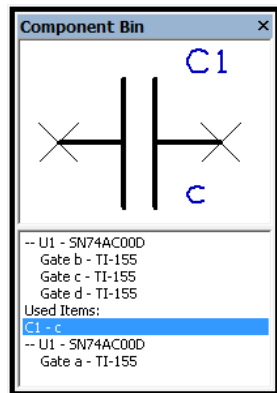 Component Bin ×
C1
c
-- U1 - SN74AC00D
Gate b - TI-155
Gate c - TI-155
Gate d - TI-155
Used Items:
C1 - c
-- U1 - SN74AC00D
Gate a - TI-155